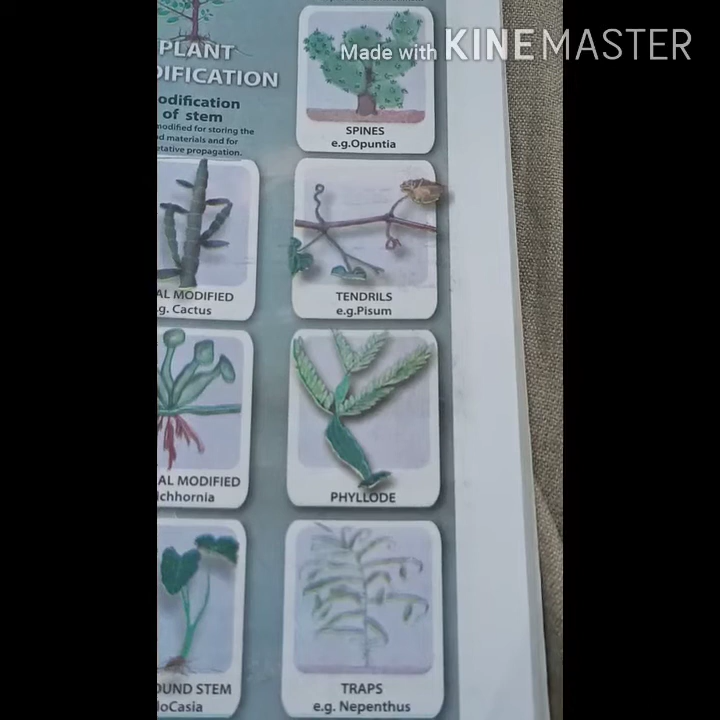 Made with KINEMASTER
PLANT
DIFICATION
odification
of stem
modified for storing the
d materials and for
etative propagation.
SPINES
e.g.Opuntia
AL MODIFIED
.g. Cactus
TENDRILS
e.g.Pisum
AL MODIFIED
ichhornia
PHYLLODE
OUND STEM
loCasia
TRAPS
e.g. Nepenthus